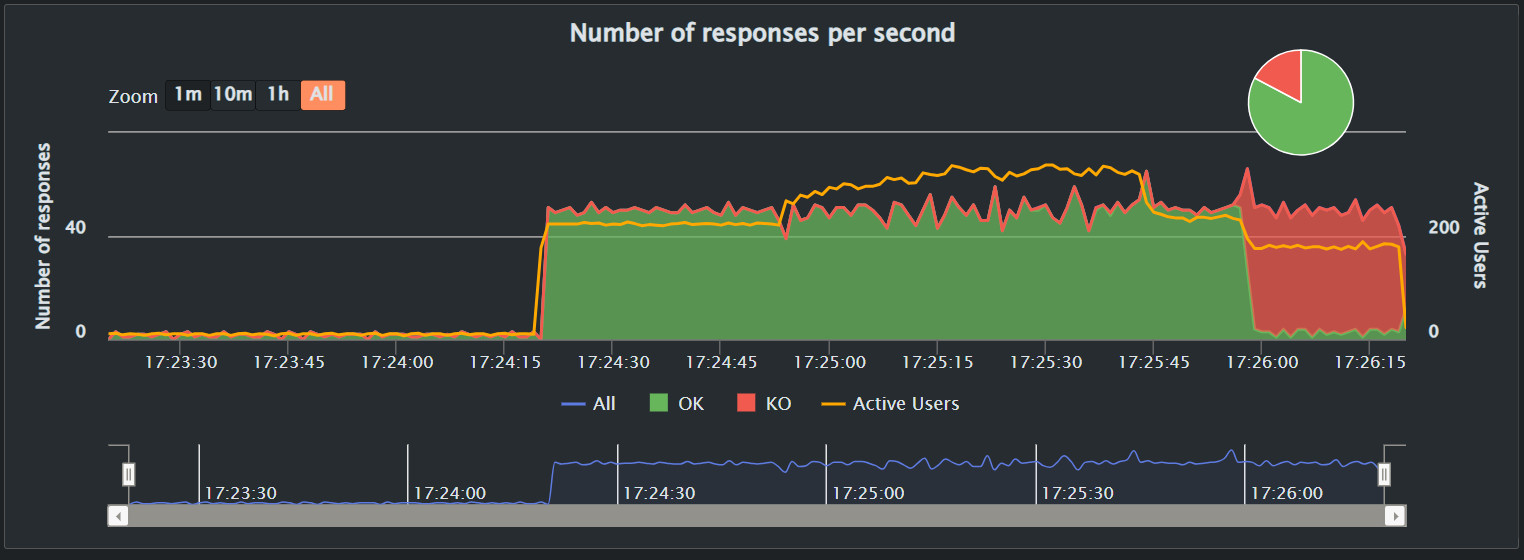 Number of responses per second
Zoom 1m 10m 1h All
Number of responses
40
0
Active Users
200
0
17:23:30 17:23:45 17:24:00 17:24:15 17:24:30 17:24:45 17:25:00 17:25:15 17:25:30 17:25:45 17:26:00 17:26:15
All OK KO Active Users
17:23:30 17:24:00 17:24:30 17:25:00 17:25:30 17:26:00